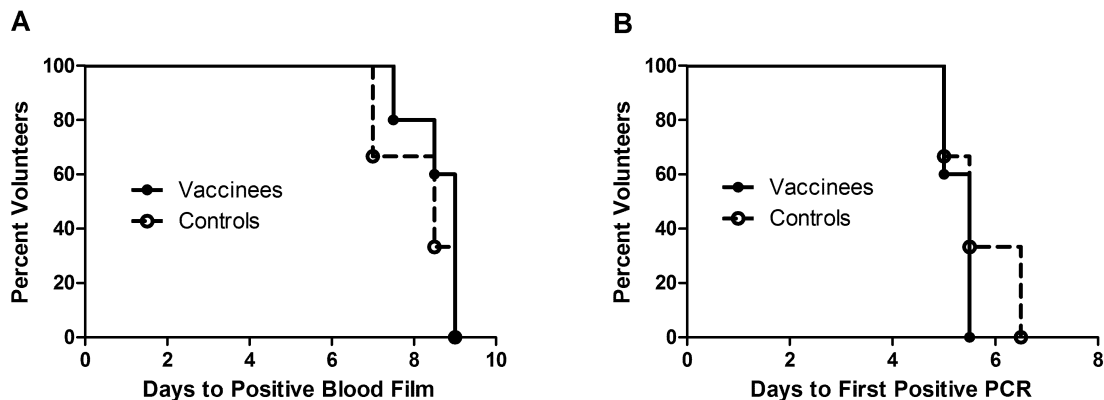 A
B
Percent Volunteers
100
80
60
40
20
0
Vaccinees
Controls
0 2 4 6 8 10
Days to Positive Blood Film
Percent Volunteers
100
80
60
40
20
0
Vaccinees
Controls
0 2 4 6 8
Days to First Positive PCR